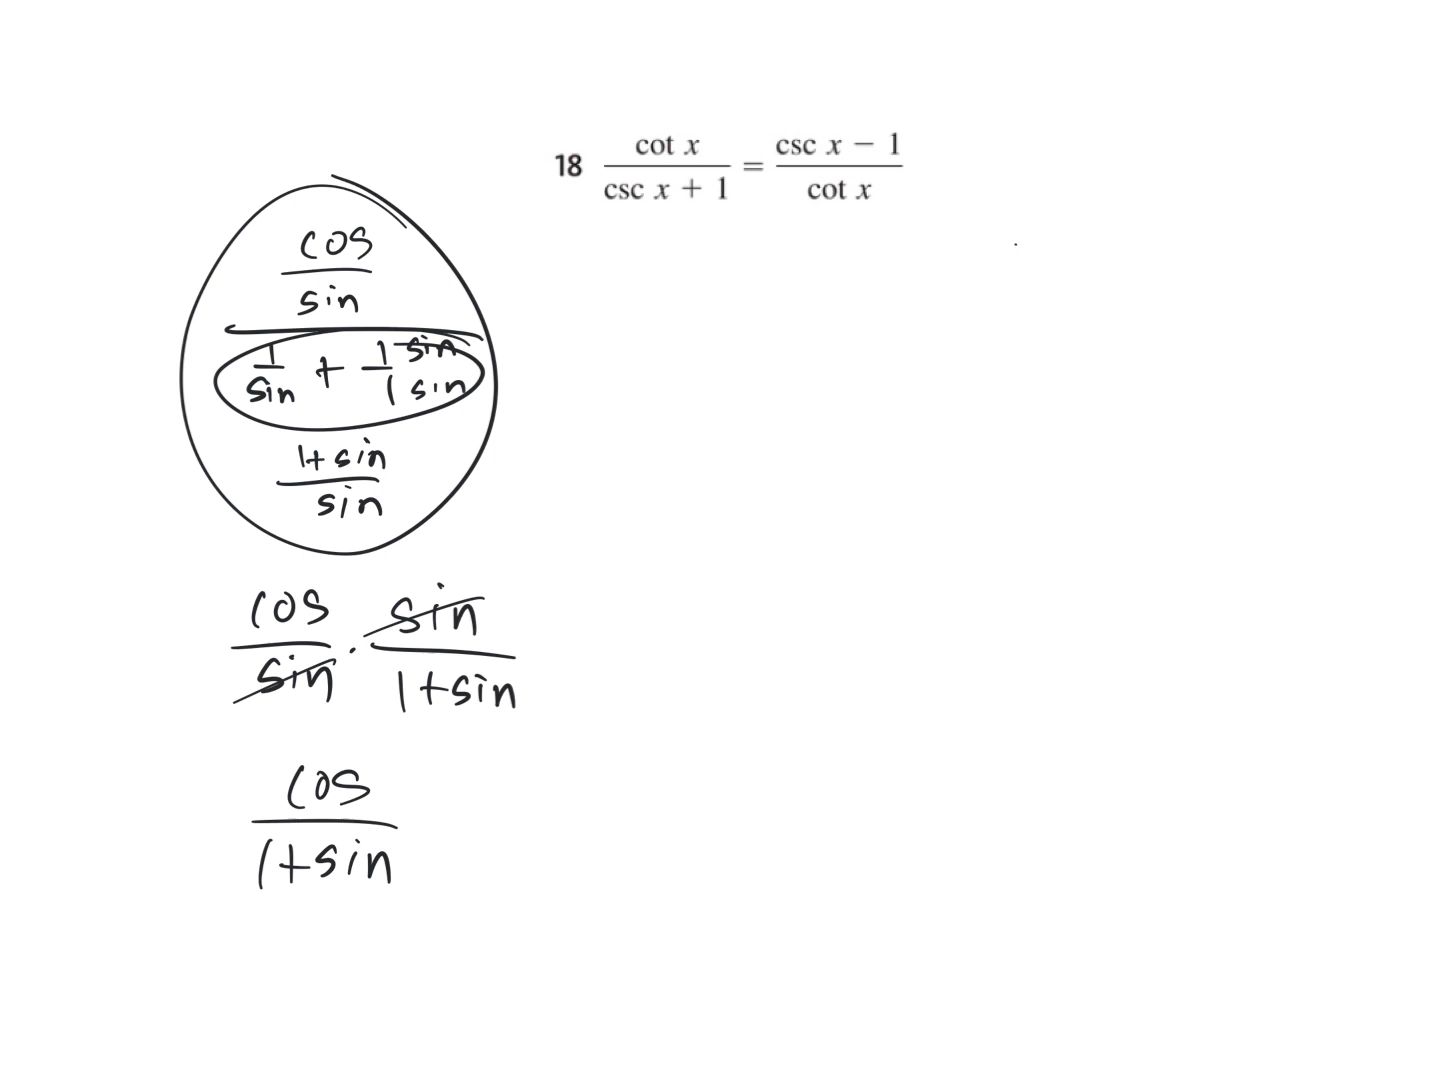 18 cot x / csc x + 1 = csc x − 1 / cot x
cos
sin
1 / sin + 1 / 1 sin / sin
1 + sin
sin
cos / sin · sin / 1 + sin
cos
1 + sin